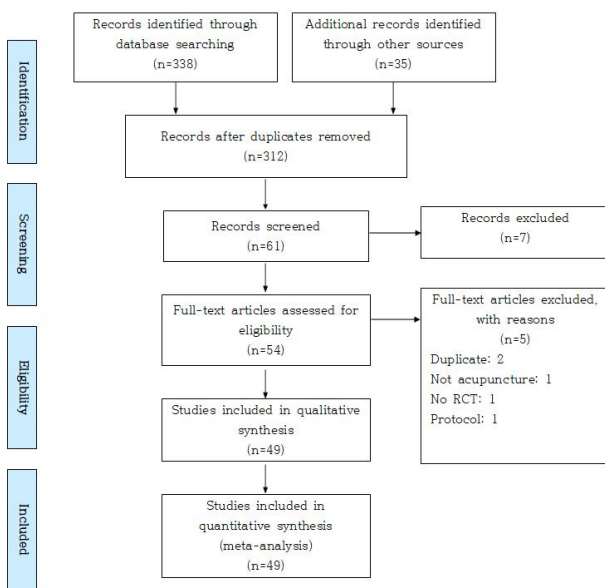 Identification
Records identified through
database searching
(n=338)
Additional records identified
through other sources
(n=35)
Records after duplicates removed
(n=312)
Screening
Records screened
(n=61)
Records excluded
(n=7)
Eligibility
Full-text articles assessed for
eligibility
(n=54)
Full-text articles excluded,
with reasons
(n=5)
Duplicate: 2
Not acupuncture: 1
No RCT: 1
Protocol: 1
Studies included in qualitative
synthesis
(n=49)
Included
Studies included in
quantitative synthesis
(meta-analysis)
(n=49)